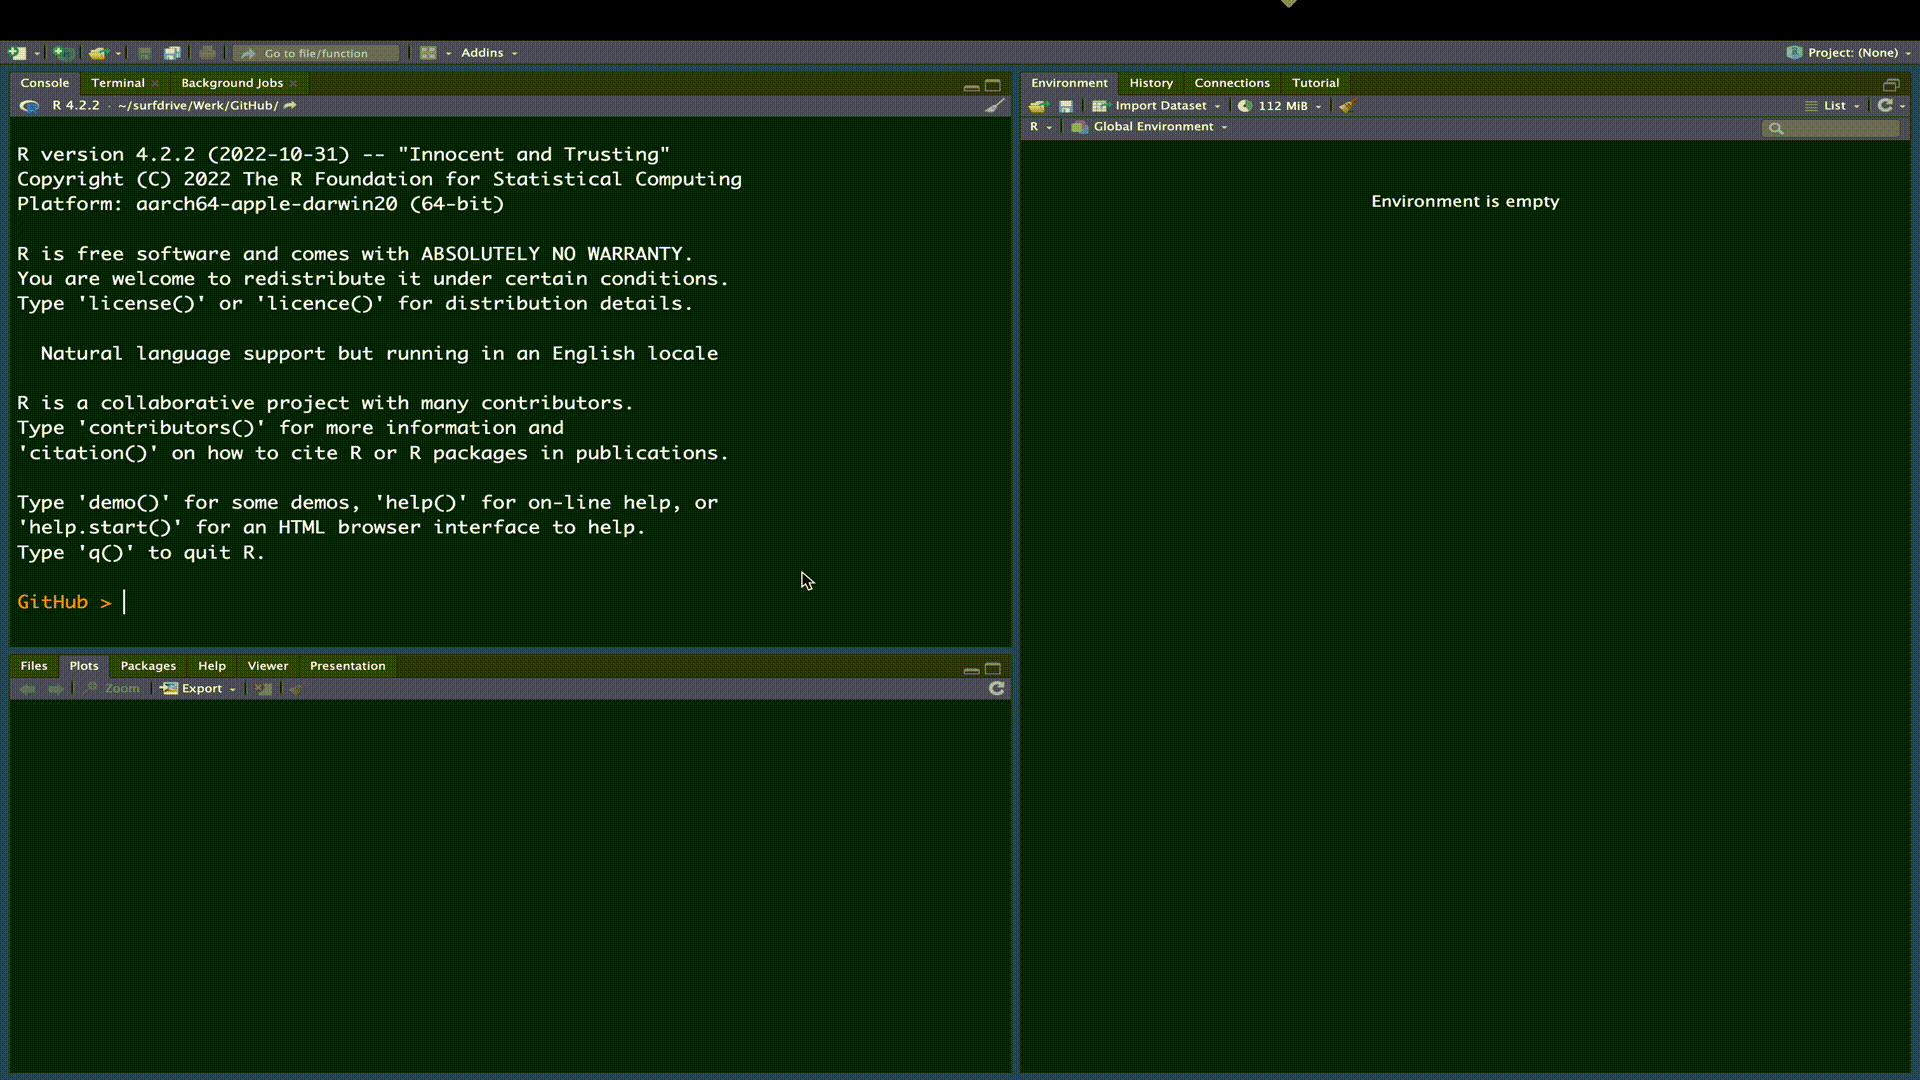 Go to file/function
Addins
Project: (None)
Console Terminal Background Jobs
R 4.2.2 · ~/surfdrive/Werk/GitHub/
R version 4.2.2 (2022-10-31) -- "Innocent and Trusting"
Copyright (C) 2022 The R Foundation for Statistical Computing
Platform: aarch64-apple-darwin20 (64-bit)
R is free software and comes with ABSOLUTELY NO WARRANTY.
You are welcome to redistribute it under certain conditions.
Type 'license()' or 'licence()' for distribution details.
Natural language support but running in an English locale
R is a collaborative project with many contributors.
Type 'contributors()' for more information and
'citation()' on how to cite R or R packages in publications.
Type 'demo()' for some demos, 'help()' for on-line help, or
'help.start()' for an HTML browser interface to help.
Type 'q()' to quit R.
GitHub >
Files Plots Packages Help Viewer Presentation
Zoom Export
Environment History Connections Tutorial
Import Dataset 112 MiB List
R Global Environment
Environment is empty